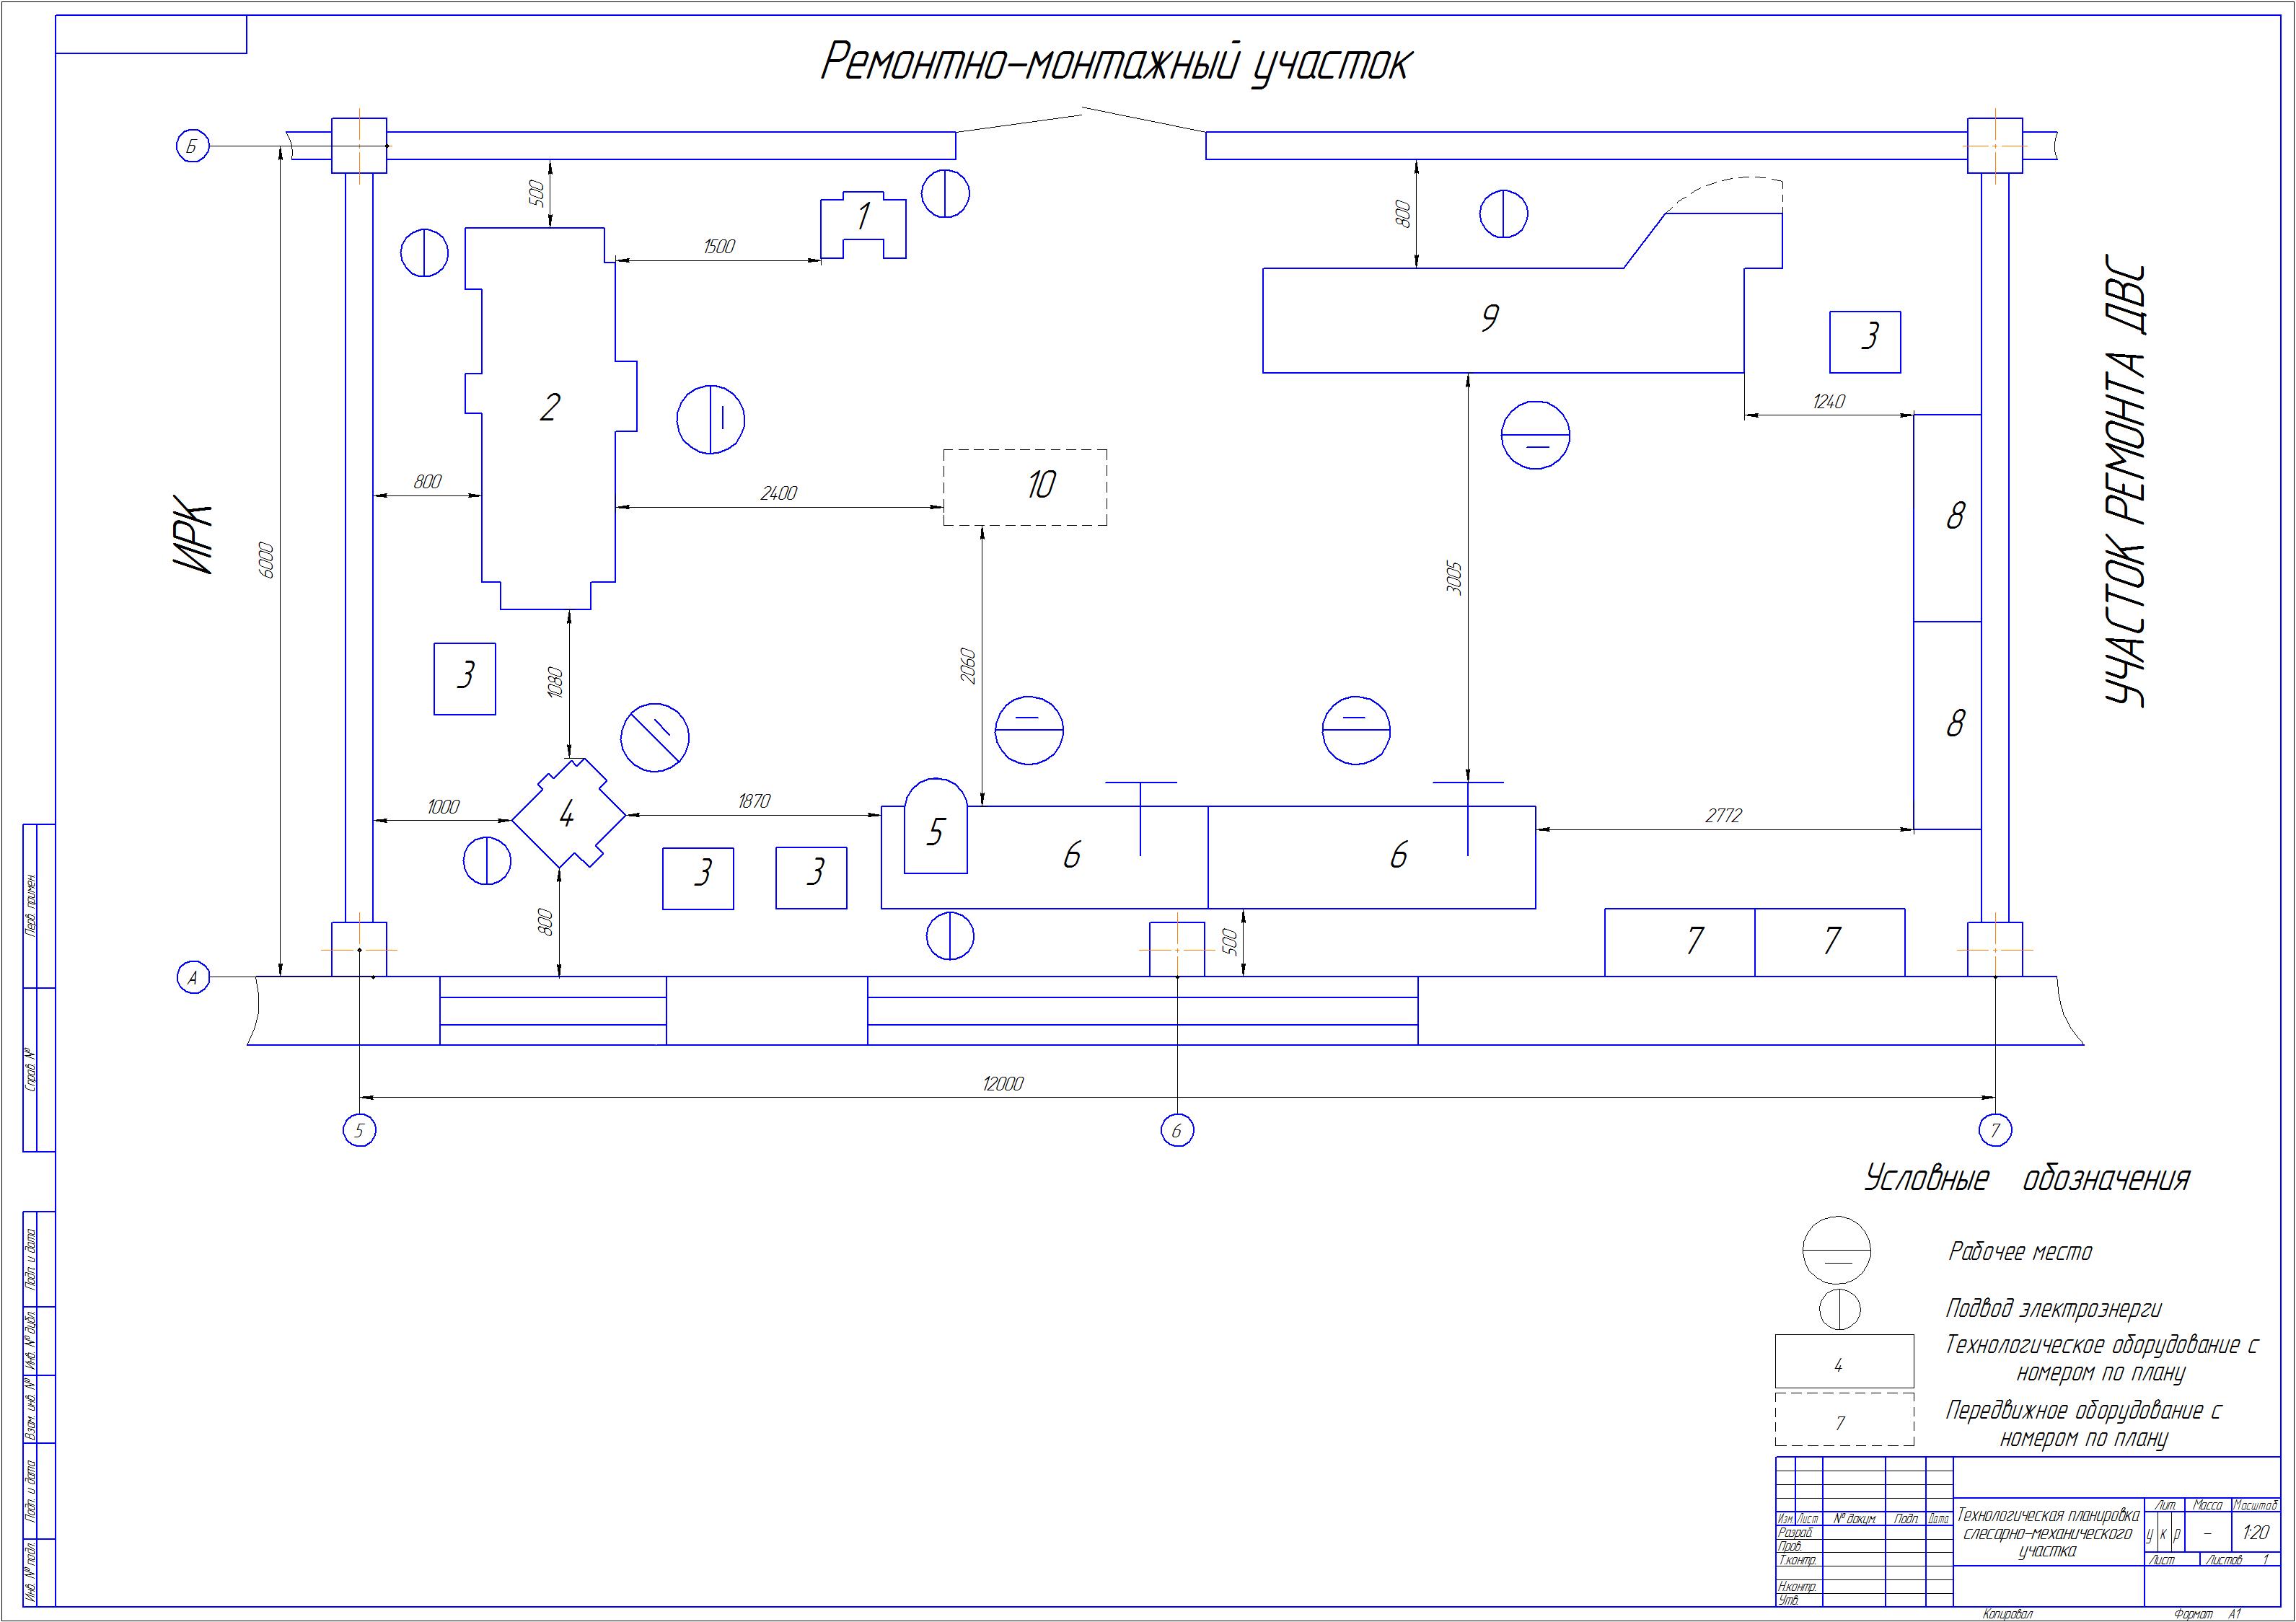 Ремонтно-монтажный участок
Б
500
1
800
1500
9
3
2
1240
УЧАСТОК РЕМОНТА ДВС
800
2400
10
8
ИРК
6000
3005
3
1080
2060
8
1000
4
1870
5
6
6
2772
3
3
800
500
7
7
А
12000
5
6
7
Условные обозначения
Рабочее место
Подвод электроэнерги
4
Технологическое оборудование с
номером по плану
7
Передвижное оборудование с
номером по плану
Перв. примен.
Справ. №
Подп. и дата
Инв. № дубл.
Взам. инв. №
Подп. и дата
Инв. № подл.
Изм. Лист № докум. Подп. Дата
Разраб.
Пров.
Т.контр.
Н.контр.
Утв.
Технологическая планировка
слесарно-механического
участка
Лит. Масса Масштаб
у к р – 1:20
Лист Листов 1
Копировал Формат А1